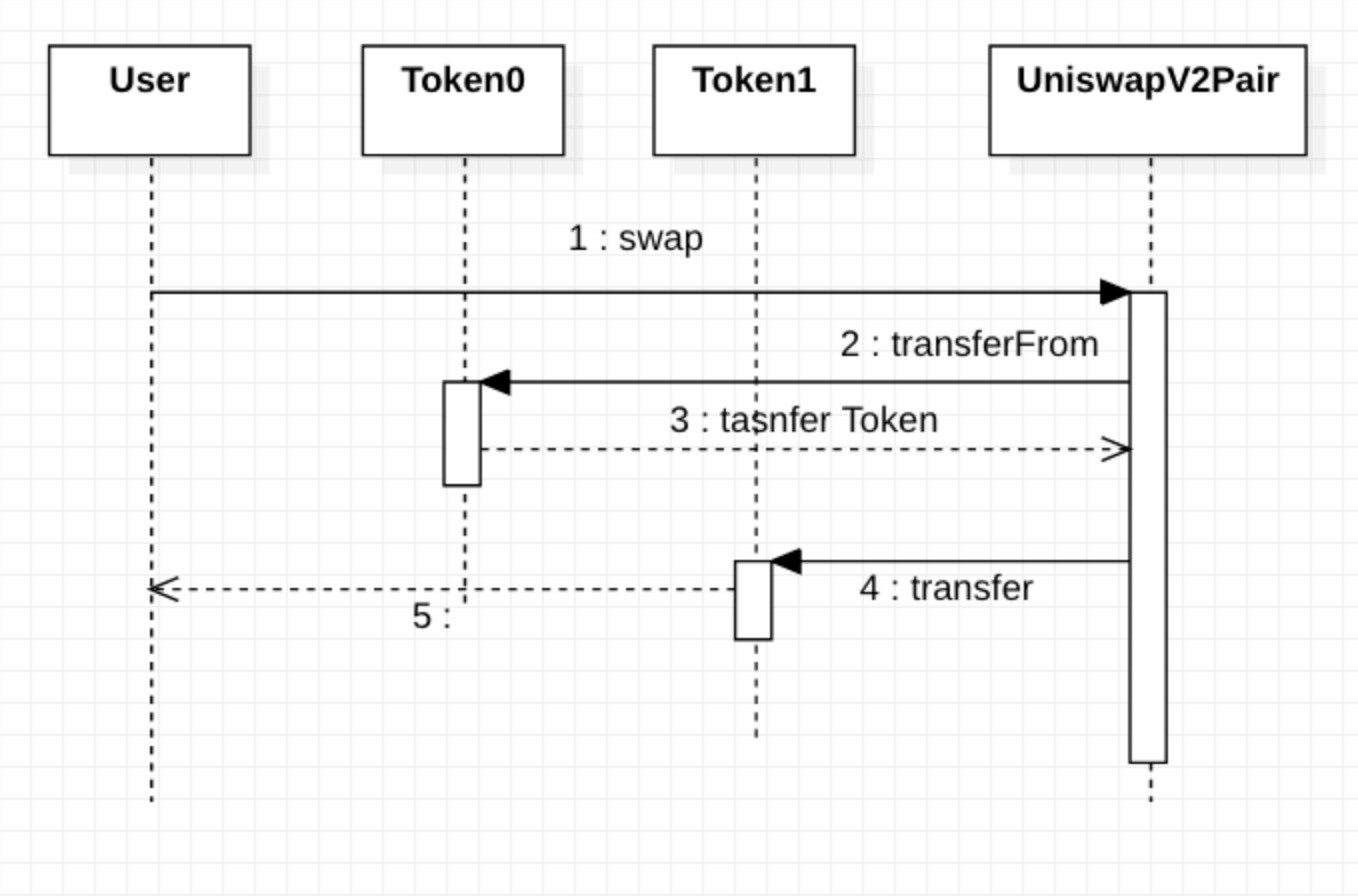 User
Token0
Token1
UniswapV2Pair
1 : swap
2 : transferFrom
3 : tasnfer Token
4 : transfer
5 :